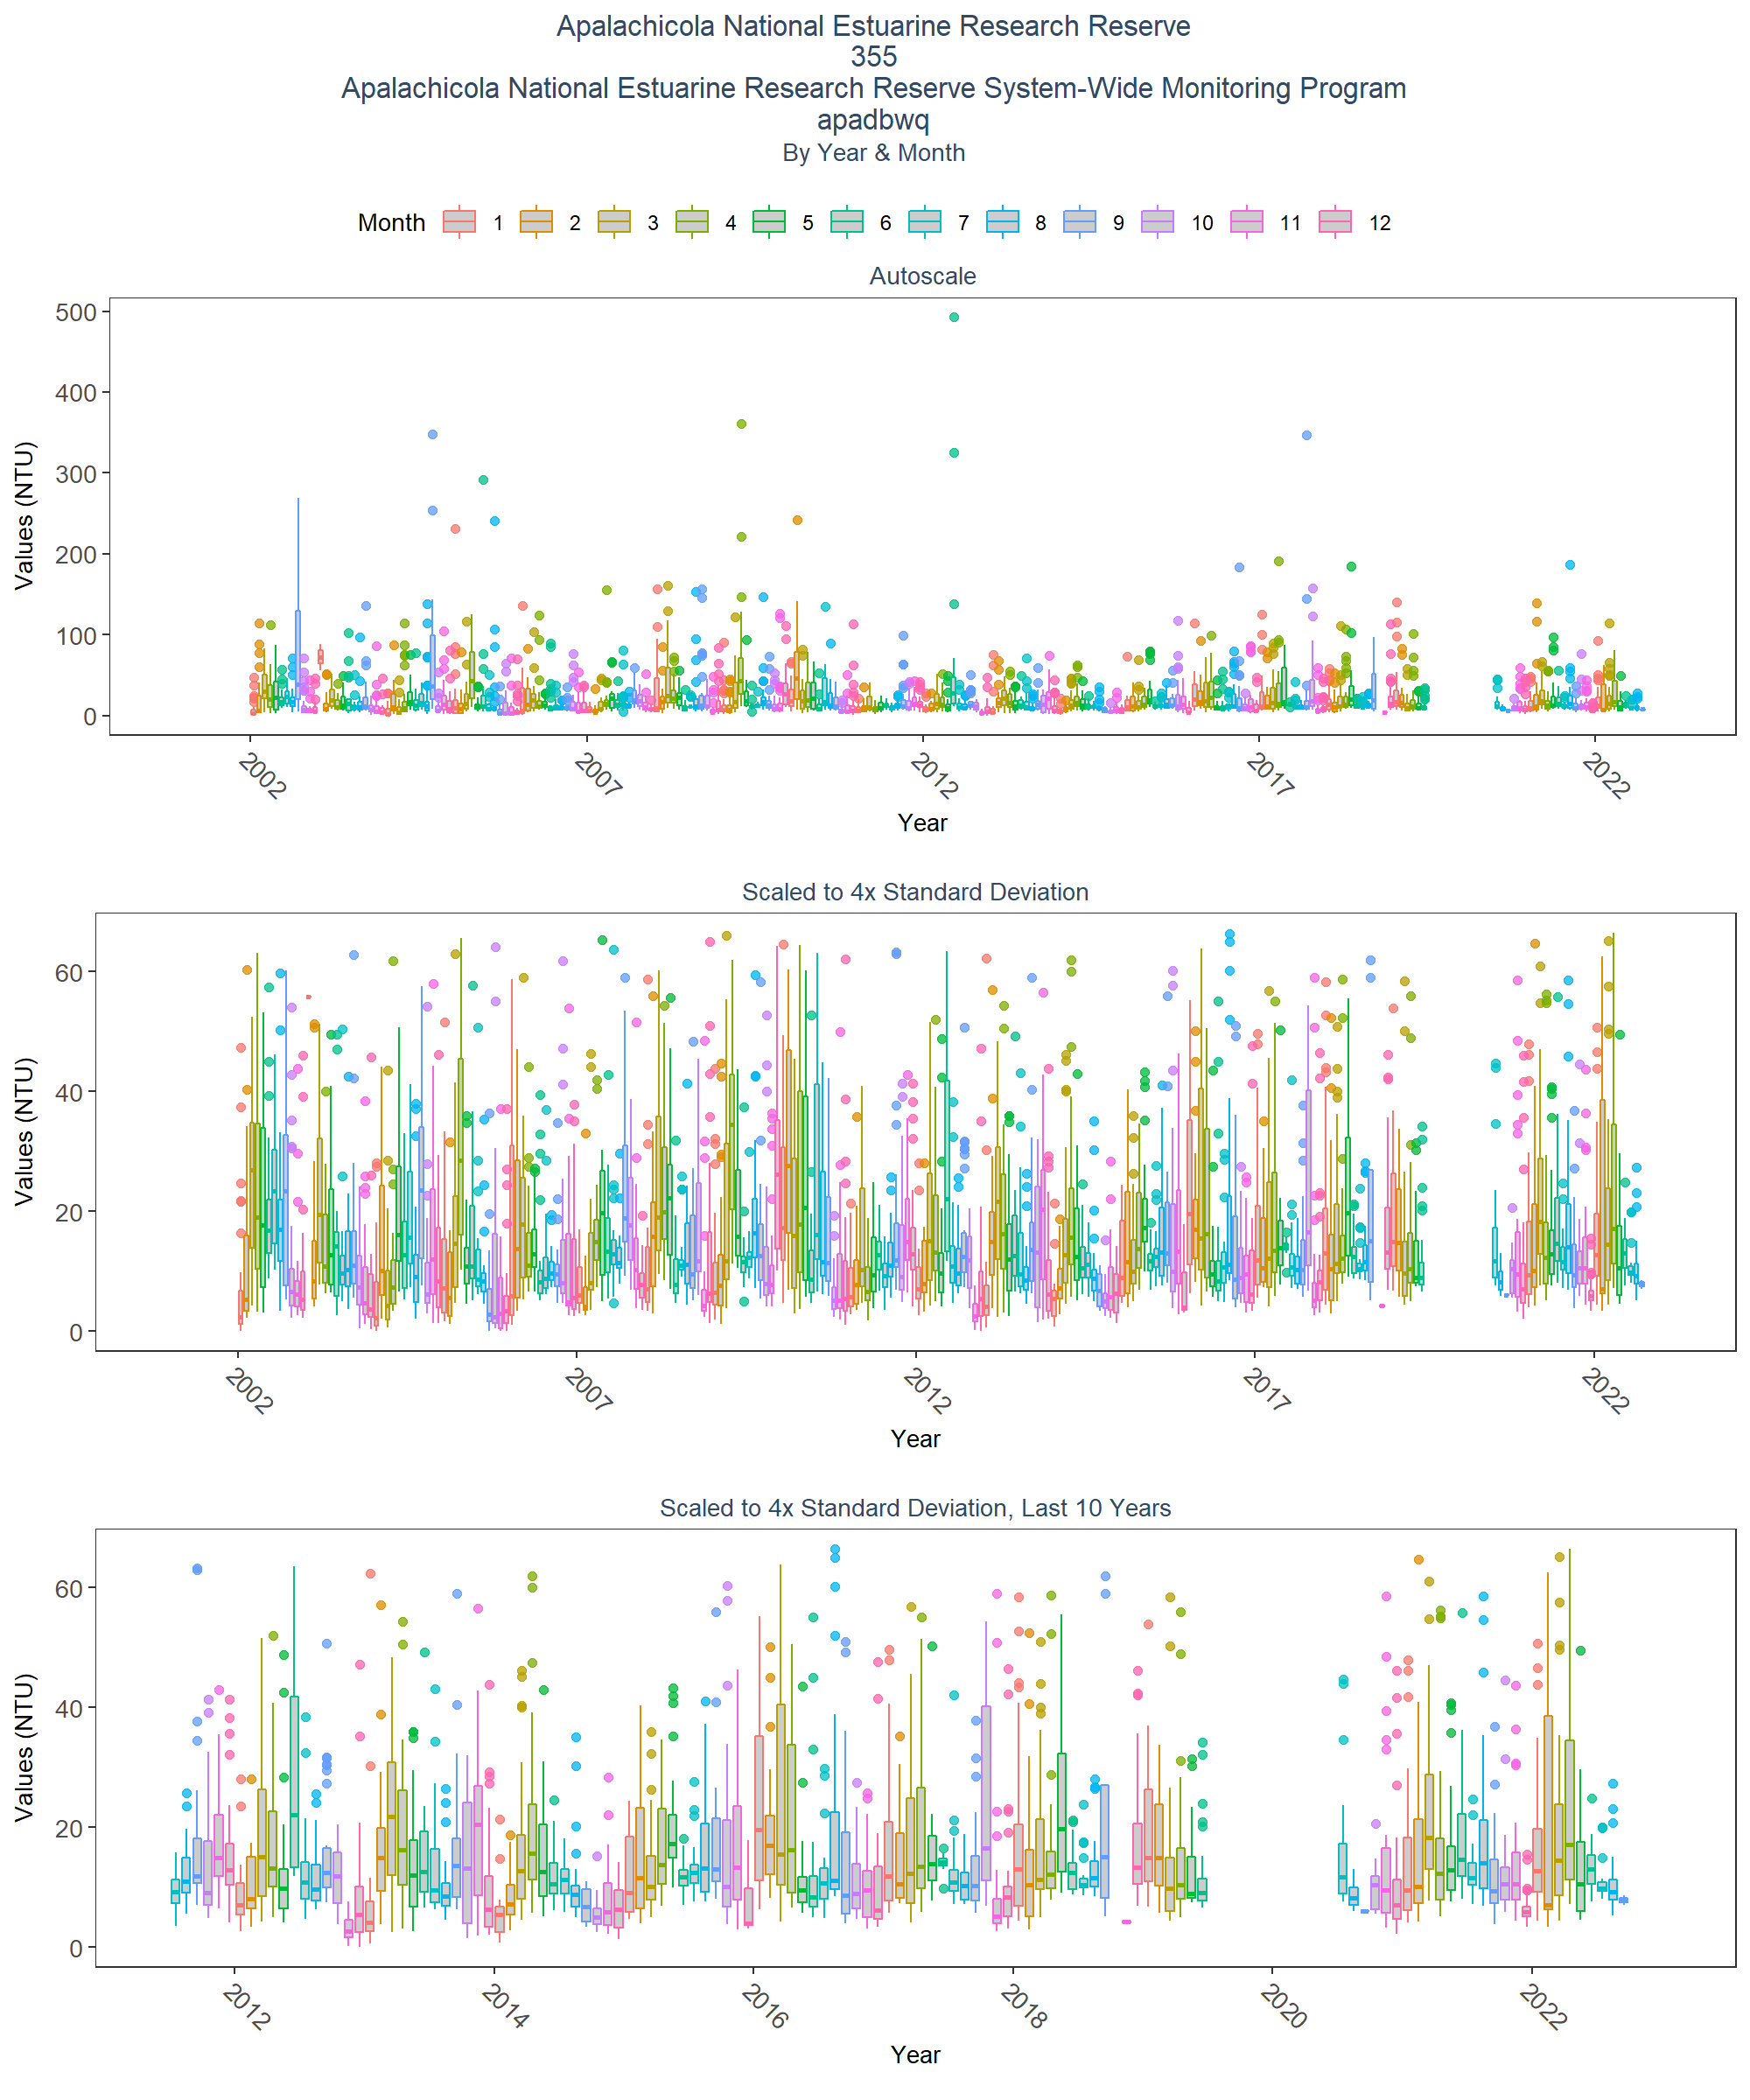 Apalachicola National Estuarine Research Reserve
355
Apalachicola National Estuarine Research Reserve System-Wide Monitoring Program
apadbwq
By Year & Month
Month 1 2 3 4 5 6 7 8 9 10 11 12
Autoscale
500
400
300
200
100
0
Values (NTU)
2002 2007 2012 2017 2022
Year
Scaled to 4x Standard Deviation
60
40
20
0
Values (NTU)
2002 2007 2012 2017 2022
Year
Scaled to 4x Standard Deviation, Last 10 Years
60
40
20
0
Values (NTU)
2012 2014 2016 2018 2020 2022
Year